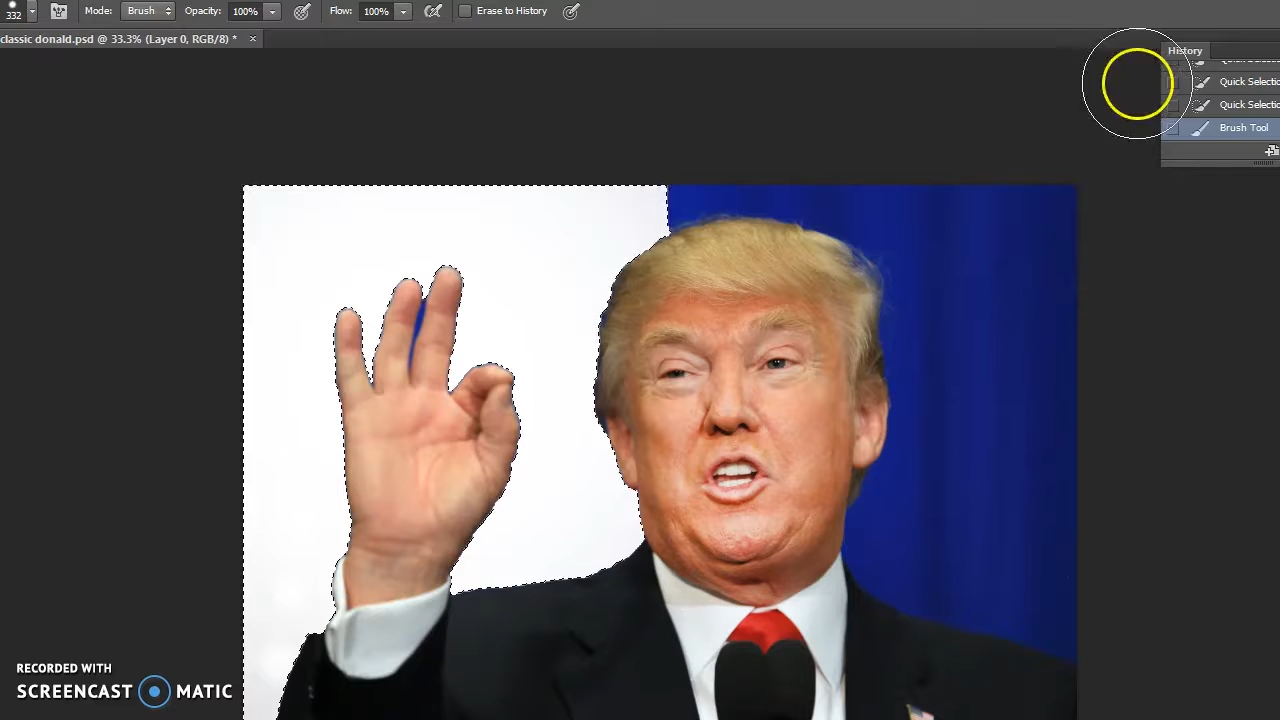 332 Mode: Brush Opacity: 100% Flow: 100% Erase to History
classic donald.psd @ 33.3% (Layer 0, RGB/8) * ×
History
Quick Selectio
Quick Selectio
Brush Tool
RECORDED WITH
SCREENCAST MATIC